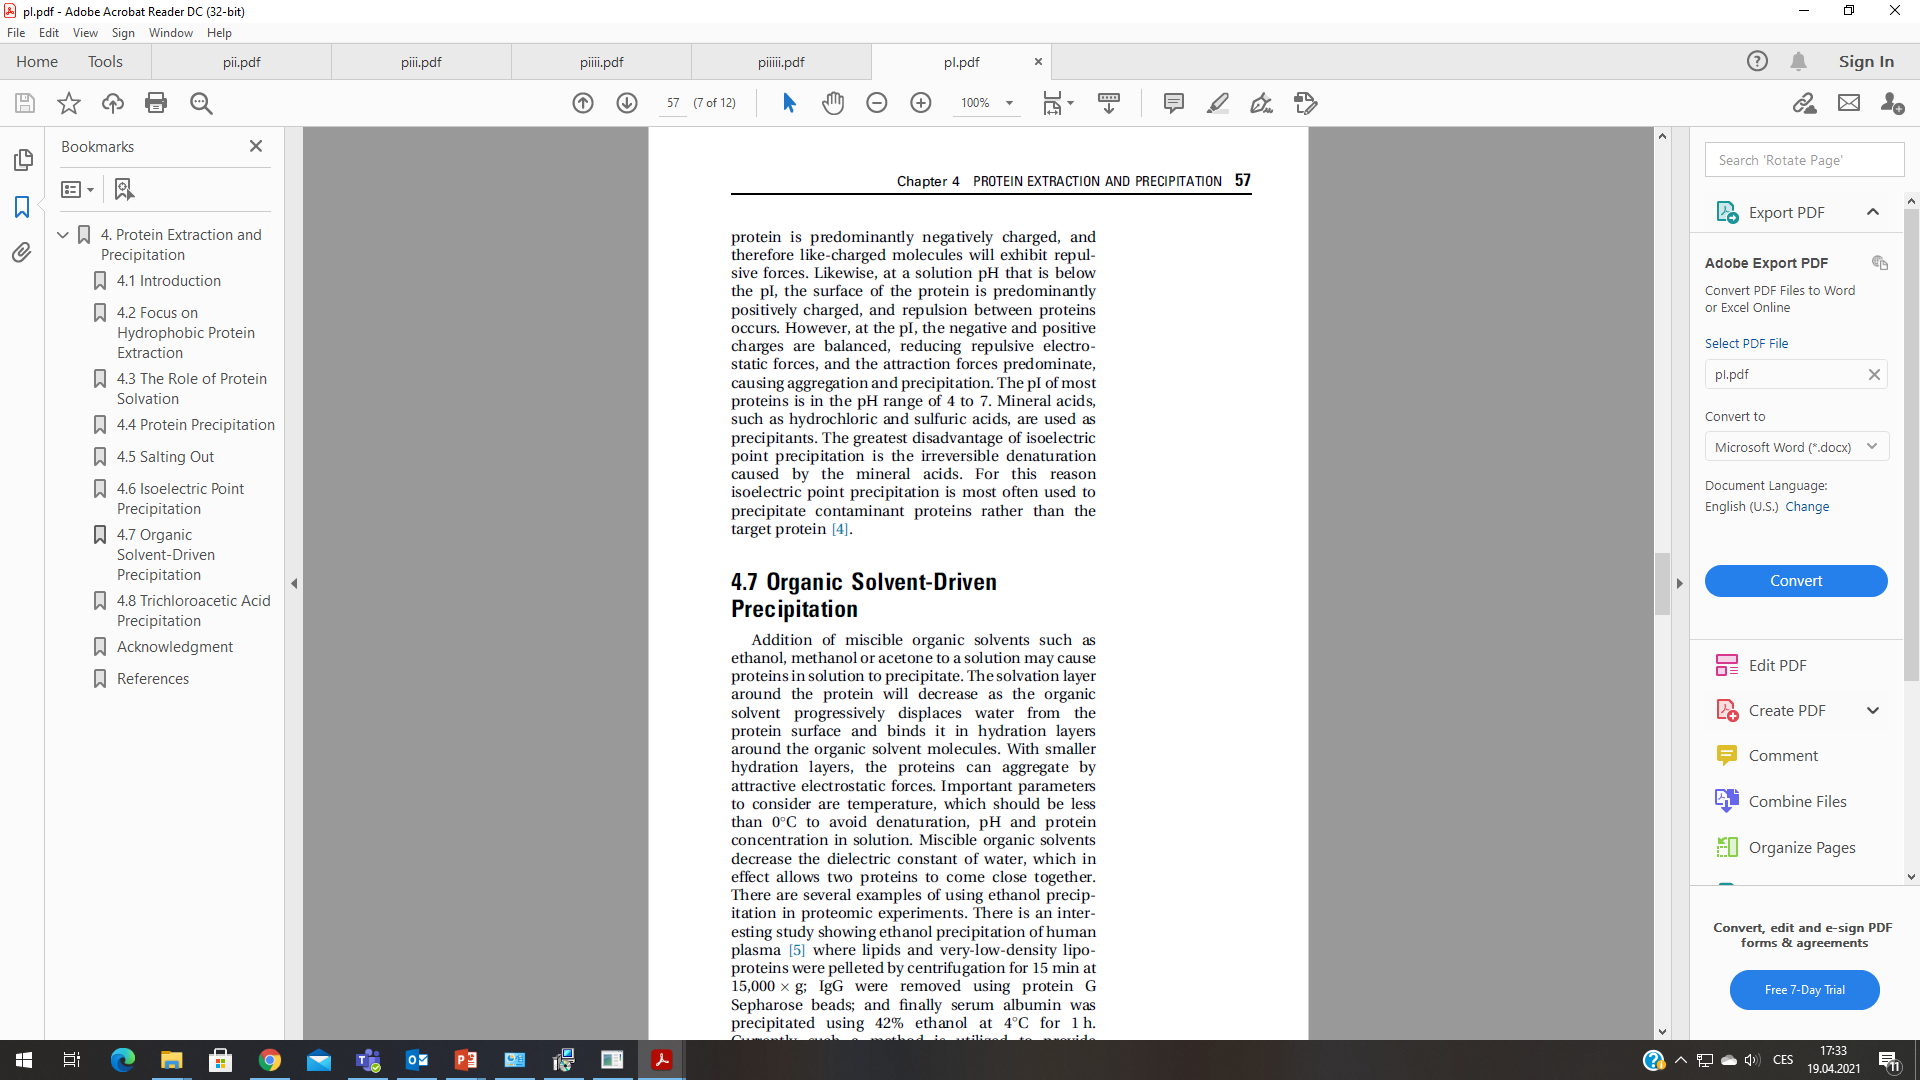 pI.pdf - Adobe Acrobat Reader DC (32-bit)
File Edit View Sign Window Help
Home Tools pii.pdf piii.pdf piiii.pdf piiiii.pdf pI.pdf Sign In
57 (7 of 12) 100%
Bookmarks
4. Protein Extraction and
Precipitation
4.1 Introduction
4.2 Focus on
Hydrophobic Protein
Extraction
4.3 The Role of Protein
Solvation
4.4 Protein Precipitation
4.5 Salting Out
4.6 Isoelectric Point
Precipitation
4.7 Organic
Solvent-Driven
Precipitation
4.8 Trichloroacetic Acid
Precipitation
Acknowledgment
References
Chapter 4 PROTEIN EXTRACTION AND PRECIPITATION 57
protein is predominantly negatively charged, and
therefore like-charged molecules will exhibit repul-
sive forces. Likewise, at a solution pH that is below
the pI, the surface of the protein is predominantly
positively charged, and repulsion between proteins
occurs. However, at the pI, the negative and positive
charges are balanced, reducing repulsive electro-
static forces, and the attraction forces predominate,
causing aggregation and precipitation. The pI of most
proteins is in the pH range of 4 to 7. Mineral acids,
such as hydrochloric and sulfuric acids, are used as
precipitants. The greatest disadvantage of isoelectric
point precipitation is the irreversible denaturation
caused by the mineral acids. For this reason
isoelectric point precipitation is most often used to
precipitate contaminant proteins rather than the
target protein [4].
4.7 Organic Solvent-Driven
Precipitation
Addition of miscible organic solvents such as
ethanol, methanol or acetone to a solution may cause
proteins in solution to precipitate. The solvation layer
around the protein will decrease as the organic
solvent progressively displaces water from the
protein surface and binds it in hydration layers
around the organic solvent molecules. With smaller
hydration layers, the proteins can aggregate by
attractive electrostatic forces. Important parameters
to consider are temperature, which should be less
than 0°C to avoid denaturation, pH and protein
concentration in solution. Miscible organic solvents
decrease the dielectric constant of water, which in
effect allows two proteins to come close together.
There are several examples of using ethanol precip-
itation in proteomic experiments. There is an inter-
esting study showing ethanol precipitation of human
plasma [5] where lipids and very-low-density lipo-
proteins were pelleted by centrifugation for 15 min at
15,000 × g; IgG were removed using protein G
Sepharose beads; and finally serum albumin was
precipitated using 42% ethanol at 4°C for 1 h.
Currently such a method is utilized to provide
Search 'Rotate Page'
Export PDF
Adobe Export PDF
Convert PDF Files to Word
or Excel Online
Select PDF File
pI.pdf
Convert to
Microsoft Word (*.docx)
Document Language:
English (U.S.) Change
Convert
Edit PDF
Create PDF
Comment
Combine Files
Organize Pages
Convert, edit and e-sign PDF
forms & agreements
Free 7-Day Trial
CES
17:33
19.04.2021
11